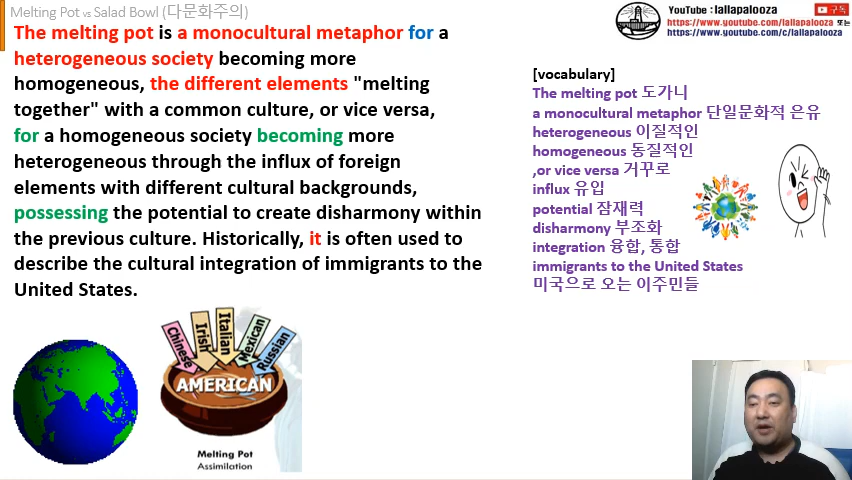 Melting Pot vs Salad Bowl (다문화주의)
The melting pot is a monocultural metaphor for a
heterogeneous society becoming more
homogeneous, the different elements "melting
together" with a common culture, or vice versa,
for a homogeneous society becoming more
heterogeneous through the influx of foreign
elements with different cultural backgrounds,
possessing the potential to create disharmony within
the previous culture. Historically, it is often used to
describe the cultural integration of immigrants to the
United States.
Chinese
Irish
Italian
Mexican
Russian
AMERICAN
Melting Pot
Assimilation
YouTube : lallapalooza
구독
https://www.youtube.com/lallapalooza 또는
https://www.youtube.com/c/lallapalooza
[vocabulary]
The melting pot 도가니
a monocultural metaphor 단일문화적 은유
heterogeneous 이질적인
homogeneous 동질적인
,or vice versa 거꾸로
influx 유입
potential 잠재력
disharmony 부조화
integration 융합, 통합
immigrants to the United States
미국으로 오는 이주민들